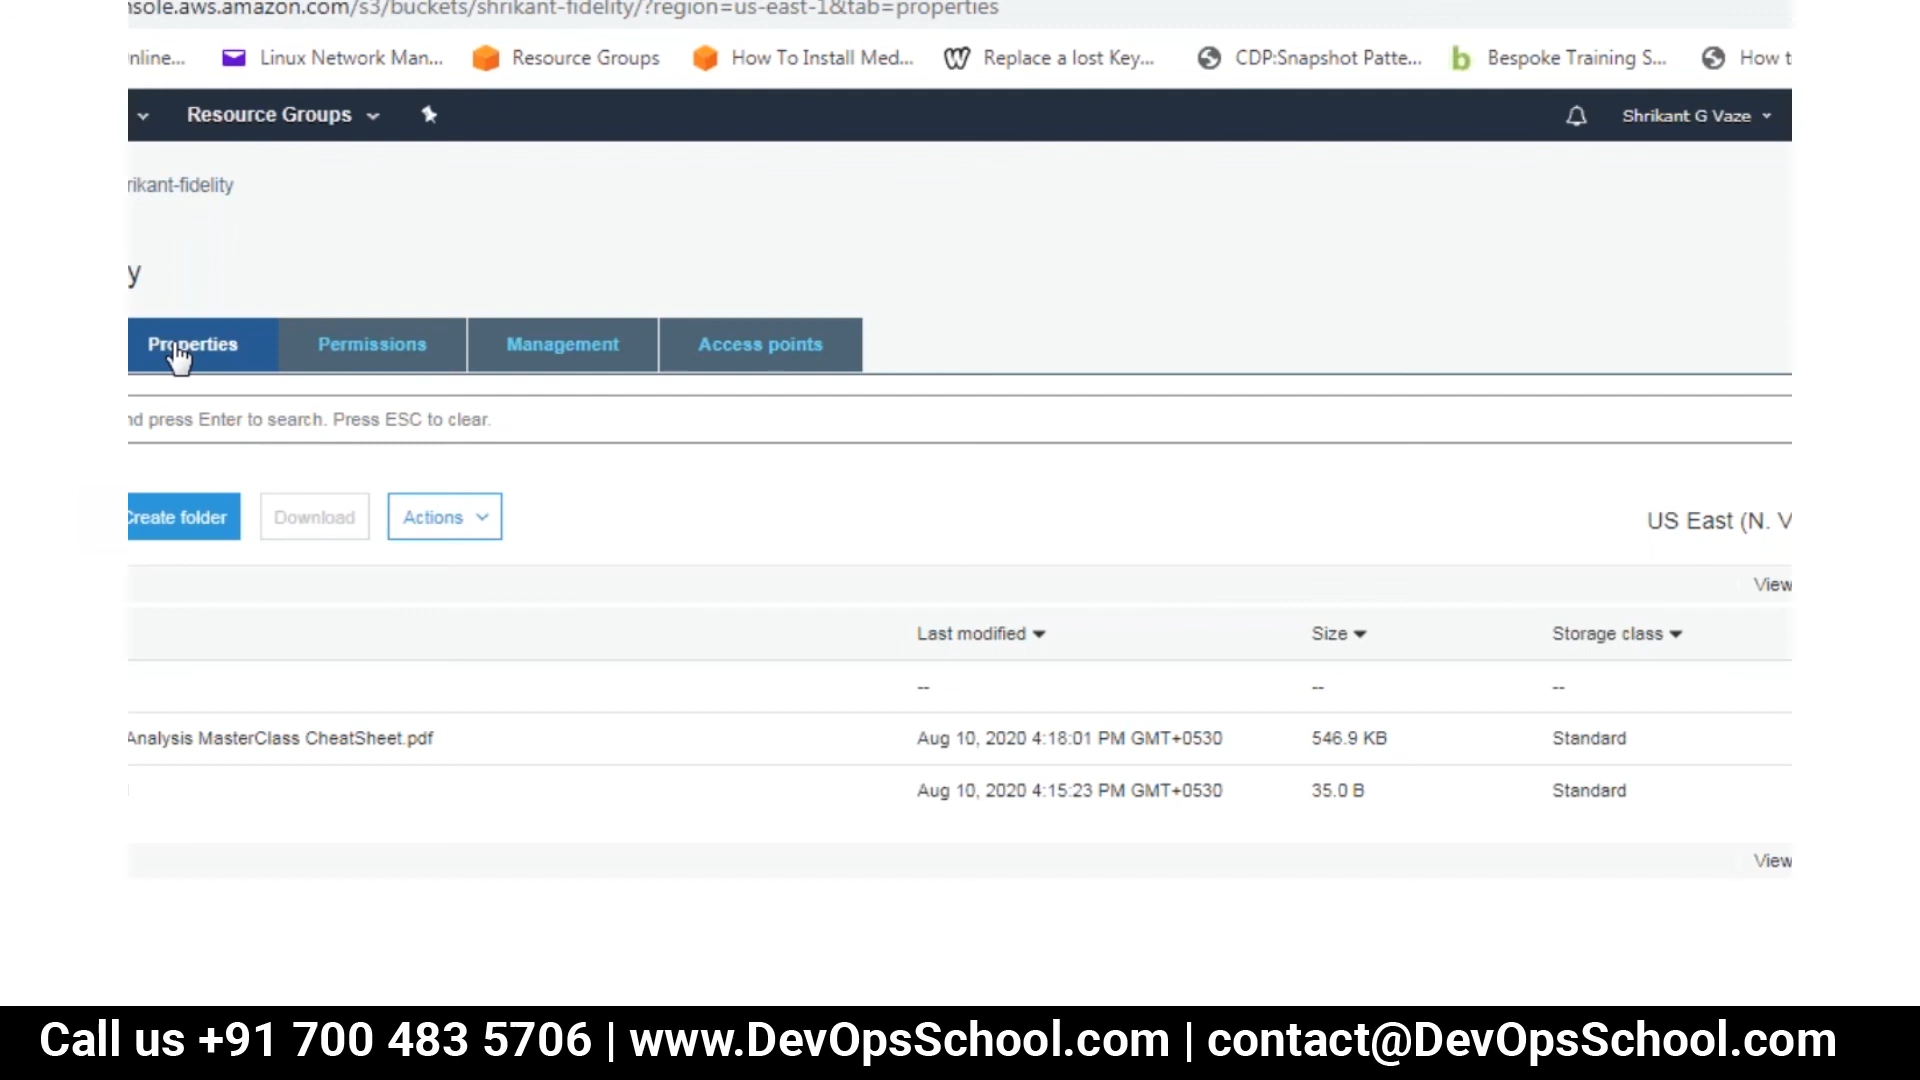 nsole.aws.amazon.com/s3/buckets/shrikant-fidelity/?region=us-east-1&tab=properties
nline... Linux Network Man... Resource Groups How To Install Med... Replace a lost Key... CDP:Snapshot Patte... Bespoke Training S... How t
Resource Groups Shrikant G Vaze
rikant-fidelity
y
Properties Permissions Management Access points
nd press Enter to search. Press ESC to clear.
Create folder Download Actions US East (N. V
View
Last modified Size Storage class
-- -- --
Analysis MasterClass CheatSheet.pdf Aug 10, 2020 4:18:01 PM GMT+0530 546.9 KB Standard
Aug 10, 2020 4:15:23 PM GMT+0530 35.0 B Standard
View
Call us +91 700 483 5706 | www.DevOpsSchool.com | contact@DevOpsSchool.com